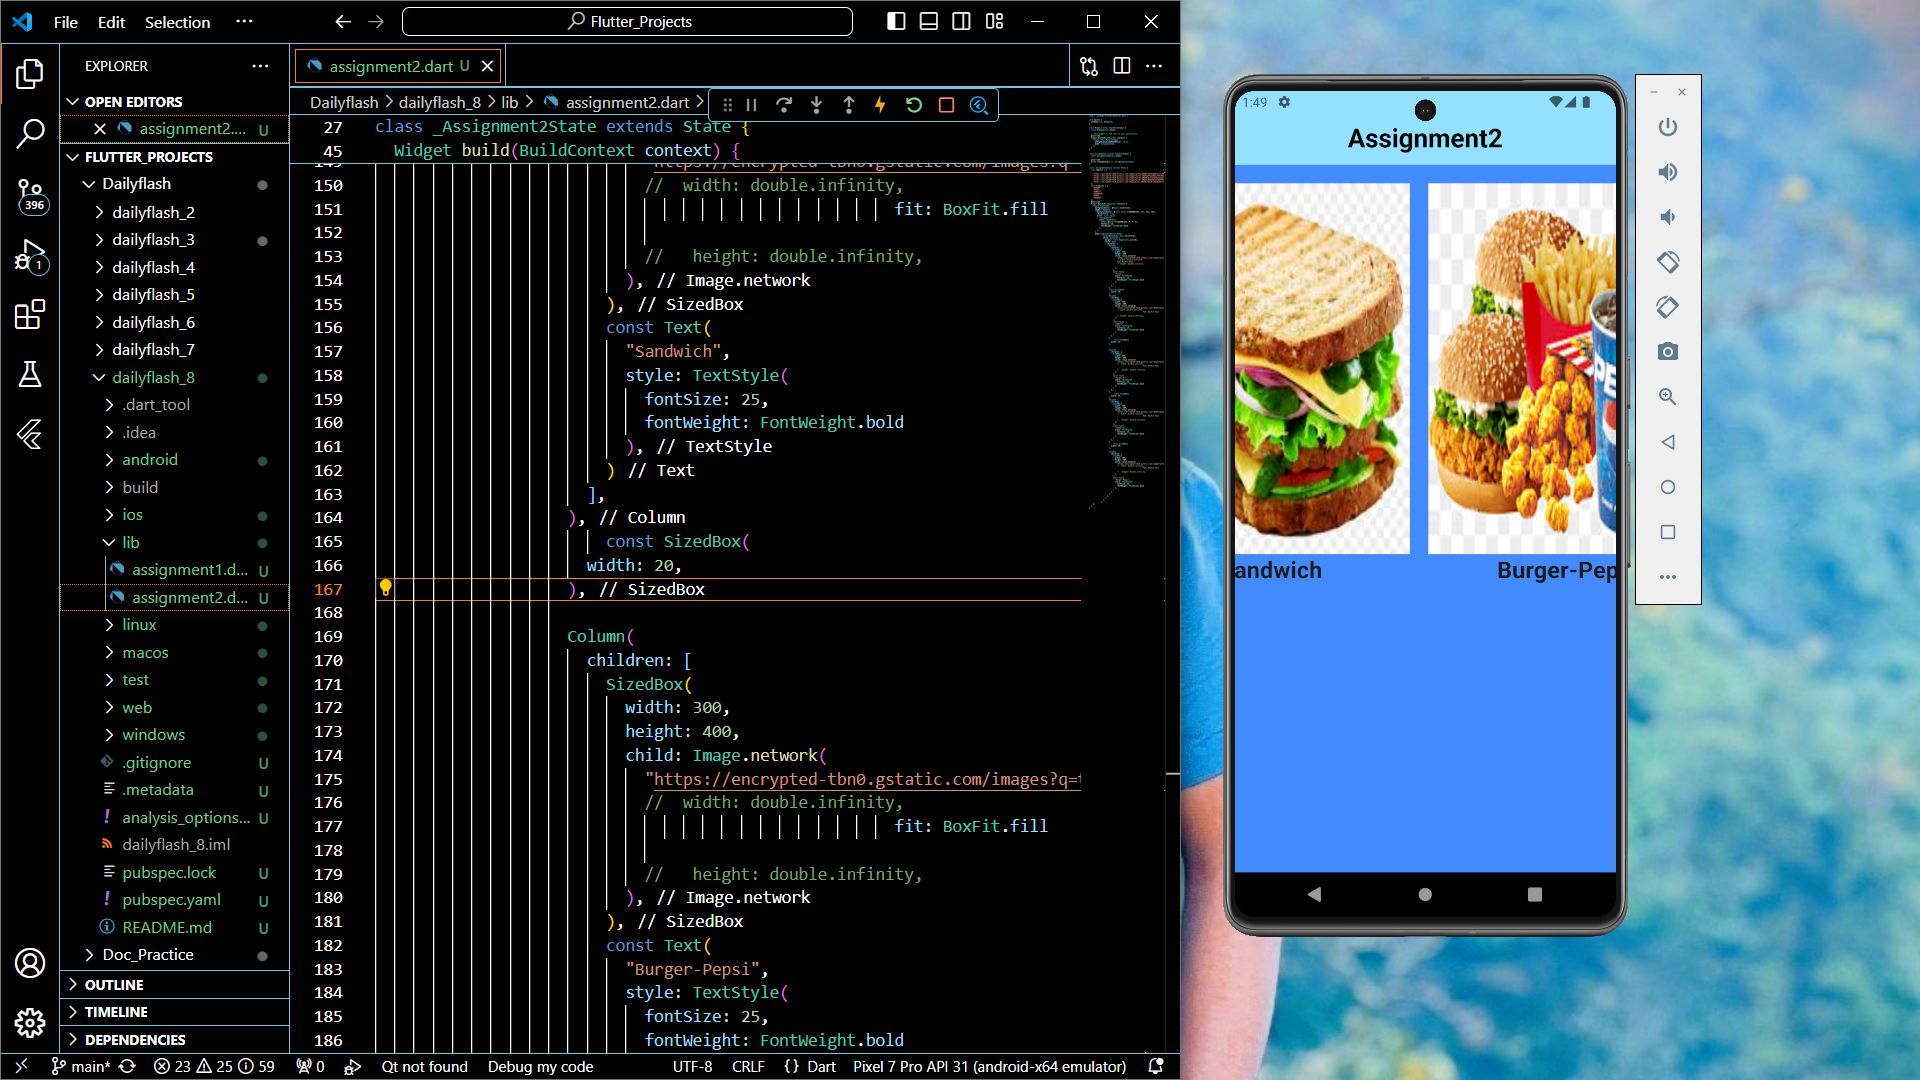 File Edit Selection ··· Flutter_Projects
EXPLORER
OPEN EDITORS
assignment2.... U
FLUTTER_PROJECTS
Dailyflash
dailyflash_2
dailyflash_3
dailyflash_4
dailyflash_5
dailyflash_6
dailyflash_7
dailyflash_8
.dart_tool
.idea
android
build
ios
lib
assignment1.d... U
assignment2.d... U
linux
macos
test
web
windows
.gitignore U
.metadata U
analysis_options... U
dailyflash_8.iml
pubspec.lock U
pubspec.yaml U
README.md U
Doc_Practice
OUTLINE
TIMELINE
DEPENDENCIES
396
1
assignment2.dart U
Dailyflash > dailyflash_8 > lib > assignment2.dart >
27 class _Assignment2State extends State {
45 Widget build(BuildContext context) {
"https://encrypted-tbn0.gstatic.com/images?q=
150 // width: double.infinity,
151 fit: BoxFit.fill
152
153 // height: double.infinity,
154 ), // Image.network
155 ), // SizedBox
156 const Text(
157 "Sandwich",
158 style: TextStyle(
159 fontSize: 25,
160 fontWeight: FontWeight.bold
161 ), // TextStyle
162 ) // Text
163 ],
164 ), // Column
165 const SizedBox(
166 width: 20,
167 ), // SizedBox
168
169 Column(
170 children: [
171 SizedBox(
172 width: 300,
173 height: 400,
174 child: Image.network(
175 "https://encrypted-tbn0.gstatic.com/images?q=t
176 // width: double.infinity,
177 fit: BoxFit.fill
178
179 // height: double.infinity,
180 ), // Image.network
181 ), // SizedBox
182 const Text(
183 "Burger-Pepsi",
184 style: TextStyle(
185 fontSize: 25,
186 fontWeight: FontWeight.bold
main* 23 25 59 0 Qt not found Debug my code UTF-8 CRLF {} Dart Pixel 7 Pro API 31 (android-x64 emulator)
1:49
Assignment2
andwich
Burger-Pep